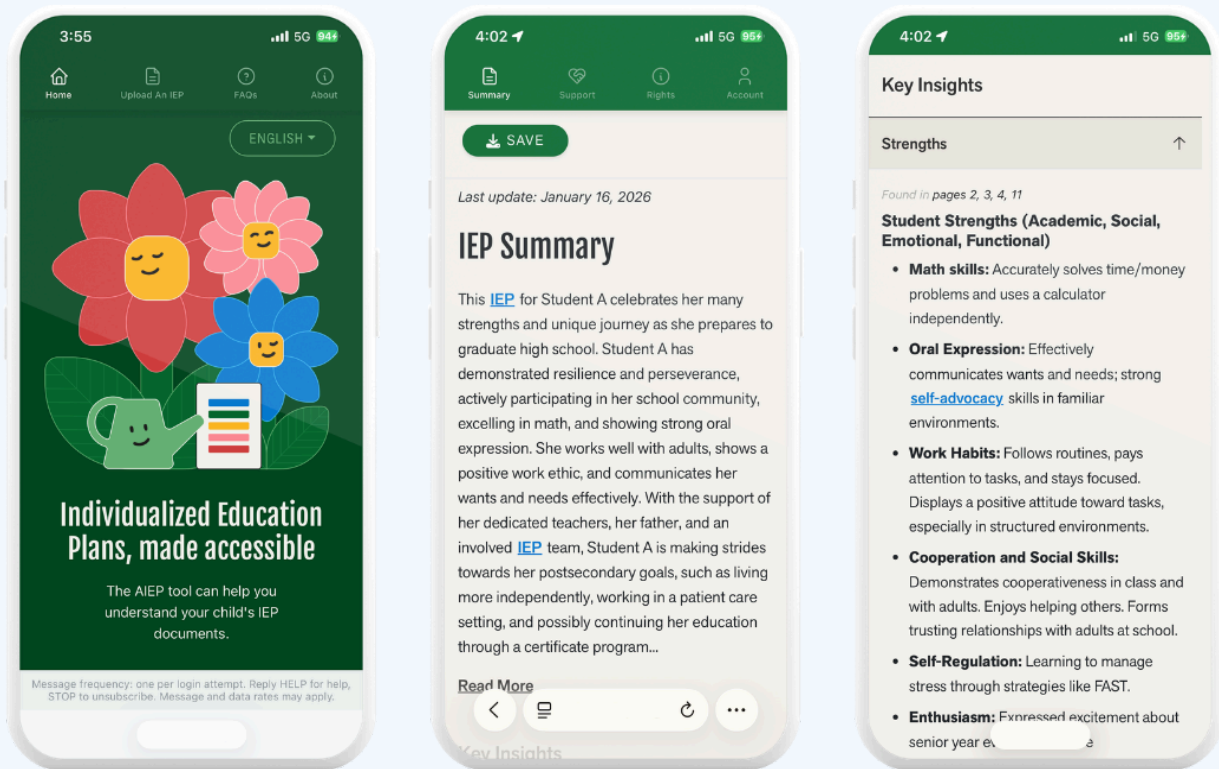 3:55
5G 94
Home
Upload An IEP
FAQs
About
ENGLISH
Individualized Education
Plans, made accessible
The AIEP tool can help you
understand your child's IEP
documents.
Message frequency: one per login attempt. Reply HELP for help,
STOP to unsubscribe. Message and data rates may apply.
4:02
5G 95
Summary
Support
Rights
Account
SAVE
Last update: January 16, 2026
IEP Summary
This IEP for Student A celebrates her many
strengths and unique journey as she prepares to
graduate high school. Student A has
demonstrated resilience and perseverance,
actively participating in her school community,
excelling in math, and showing strong oral
expression. She works well with adults, shows a
positive work ethic, and communicates her
wants and needs effectively. With the support of
her dedicated teachers, her father, and an
involved IEP team, Student A is making strides
towards her postsecondary goals, such as living
more independently, working in a patient care
setting, and possibly continuing her education
through a certificate program...
Read More
Key Insights
4:02
5G 95
Key Insights
Strengths
Found in pages 2, 3, 4, 11
Student Strengths (Academic, Social,
Emotional, Functional)
• Math skills: Accurately solves time/money
problems and uses a calculator
independently.
• Oral Expression: Effectively
communicates wants and needs; strong
self-advocacy skills in familiar
environments.
• Work Habits: Follows routines, pays
attention to tasks, and stays focused.
Displays a positive attitude toward tasks,
especially in structured environments.
• Cooperation and Social Skills:
Demonstrates cooperativeness in class and
with adults. Enjoys helping others. Forms
trusting relationships with adults at school.
• Self-Regulation: Learning to manage
stress through strategies like FAST.
• Enthusiasm: Expressed excitement about
senior year